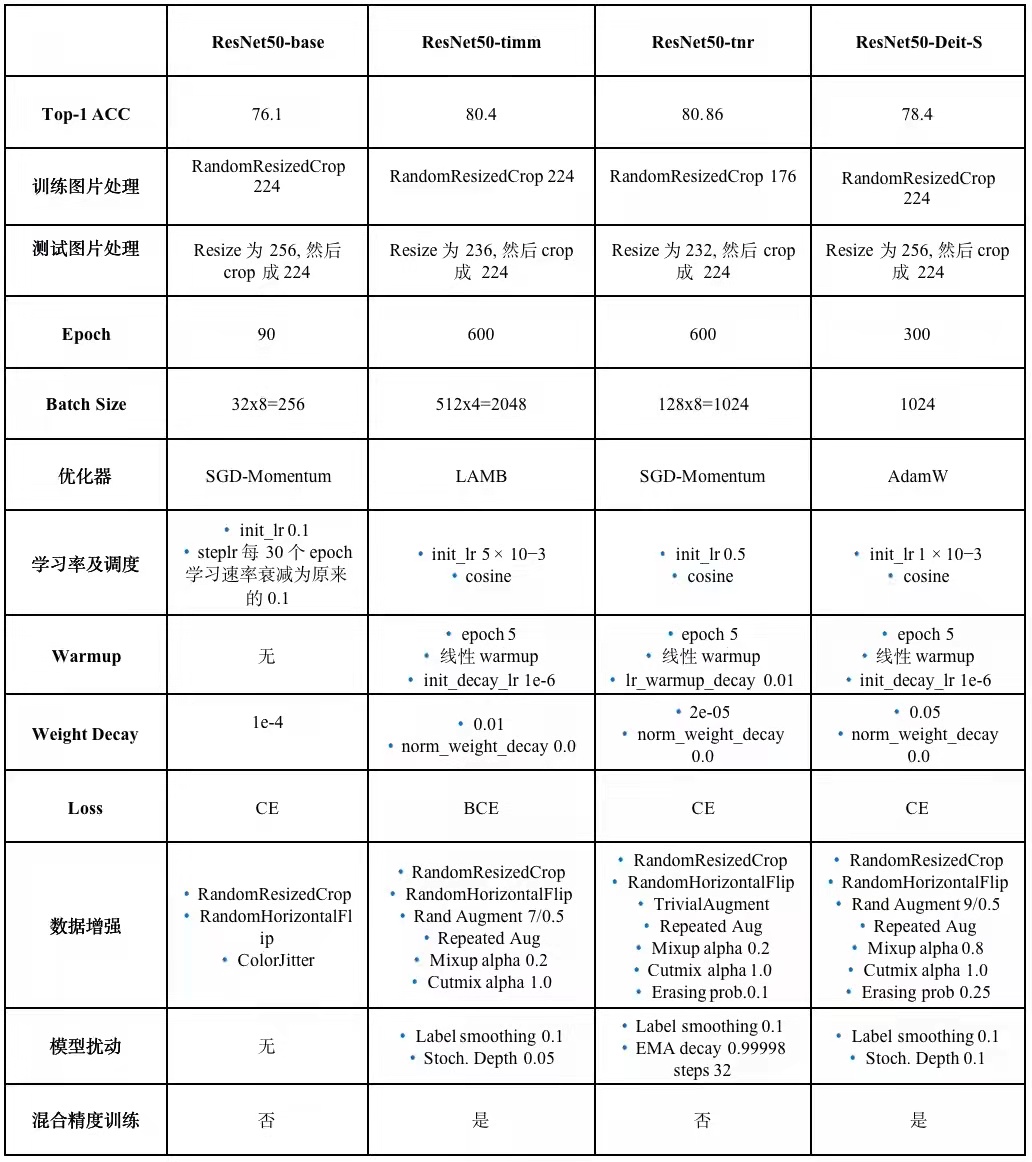 ResNet50-base ResNet50-timm ResNet50-tnr ResNet50-Deit-S
Top-1 ACC 76.1 80.4 80.86 78.4
训练图片处理
RandomResizedCrop
224
RandomResizedCrop 224
RandomResizedCrop 176
RandomResizedCrop
224
测试图片处理
Resize 为 256, 然后
crop 成 224
Resize 为 236, 然后 crop
成 224
Resize 为 232, 然后 crop
成 224
Resize 为 256, 然后 crop
成 224
Epoch 90 600 600 300
Batch Size 32x8=256 512x4=2048 128x8=1024 1024
优化器 SGD-Momentum LAMB SGD-Momentum AdamW
学习率及调度
• init_lr 0.1
• steplr 每 30 个 epoch
学习速率衰减为原来
的 0.1
• init_lr 5 × 10−3
• cosine
• init_lr 0.5
• cosine
• init_lr 1 × 10−3
• cosine
Warmup
无
• epoch 5
• 线性 warmup
• init_decay_lr 1e-6
• epoch 5
• 线性 warmup
• lr_warmup_decay 0.01
• epoch 5
• 线性 warmup
• init_decay_lr 1e-6
Weight Decay
1e-4
• 0.01
• norm_weight_decay 0.0
• 2e-05
• norm_weight_decay
0.0
• 0.05
• norm_weight_decay
0.0
Loss CE BCE CE CE
数据增强
• RandomResizedCrop
• RandomHorizontalFl
ip
• ColorJitter
• RandomResizedCrop
• RandomHorizontalFlip
• Rand Augment 7/0.5
• Repeated Aug
• Mixup alpha 0.2
• Cutmix alpha 1.0
• RandomResizedCrop
• RandomHorizontalFlip
• TrivialAugment
• Repeated Aug
• Mixup alpha 0.2
• Cutmix alpha 1.0
• Erasing prob.0.1
• RandomResizedCrop
• RandomHorizontalFlip
• Rand Augment 9/0.5
• Repeated Aug
• Mixup alpha 0.8
• Cutmix alpha 1.0
• Erasing prob 0.25
模型扰动
无
• Label smoothing 0.1
• Stoch. Depth 0.05
• Label smoothing 0.1
• EMA decay 0.99998
steps 32
• Label smoothing 0.1
• Stoch. Depth 0.1
混合精度训练 否 是 否 是